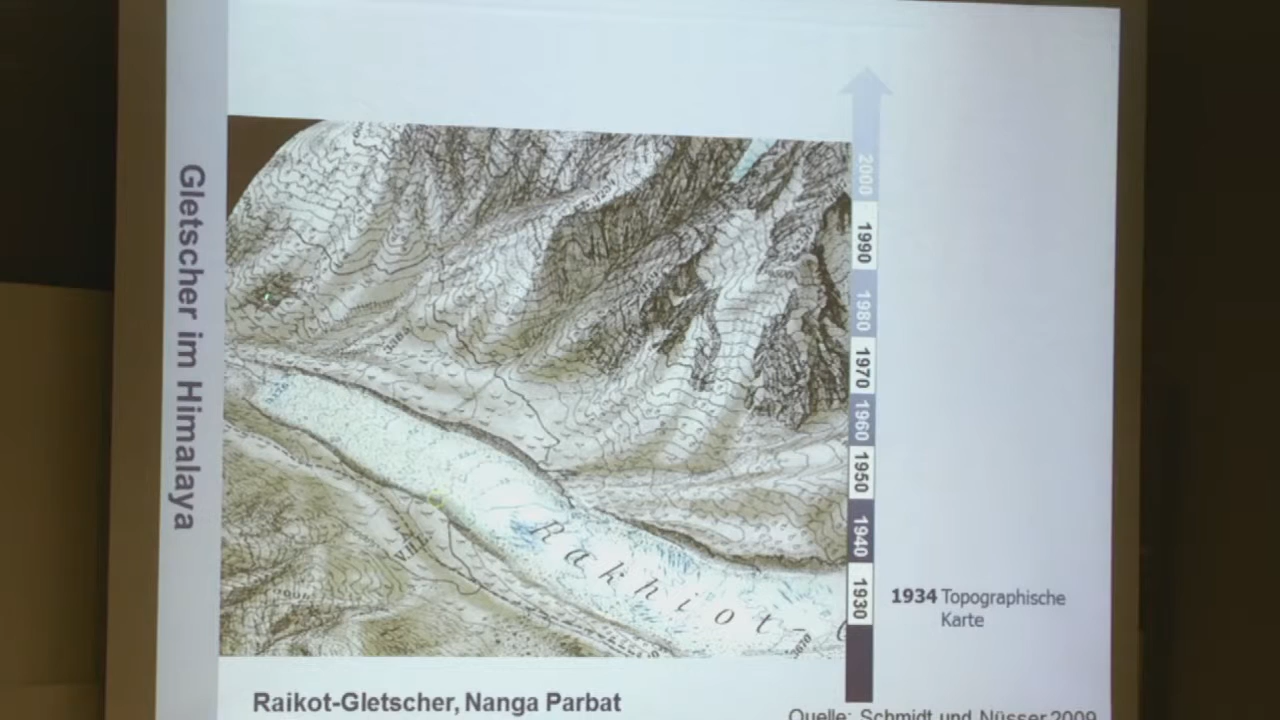 Gletscher im Himalaya
2000
1990
1980
1970
1960
1950
1940
1930
1934 Topographische
Karte
Rakhiot-
Raikot-Gletscher, Nanga Parbat
Quelle: Schmidt und Nüsser 2009